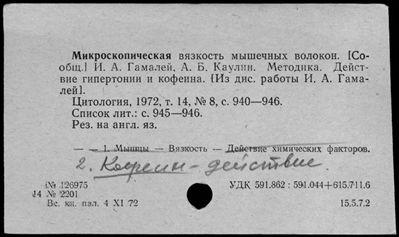 Микроскопическая вязкость мышечных волокон. [Со-
общ.] И. А. Гамалей, А. Б. Каулин. Методика. Дейст-
вие гипертонии и кофеина. (Из дис. работы И. А. Гама-
лей].
Цитология, 1972, т. 14, № 8, с. 940—946.
Список лит.: с. 945—946.
Рез. на англ. яз.
— — 1. Мышцы — Вязкость — Действие химических факторов.
2. Кофеин - действие.
№ 126975 УДК 591.862 : 591.044+615.711.6
14 № 2201
Вс. кн. пал. 4 XI 72 15.5.7.2